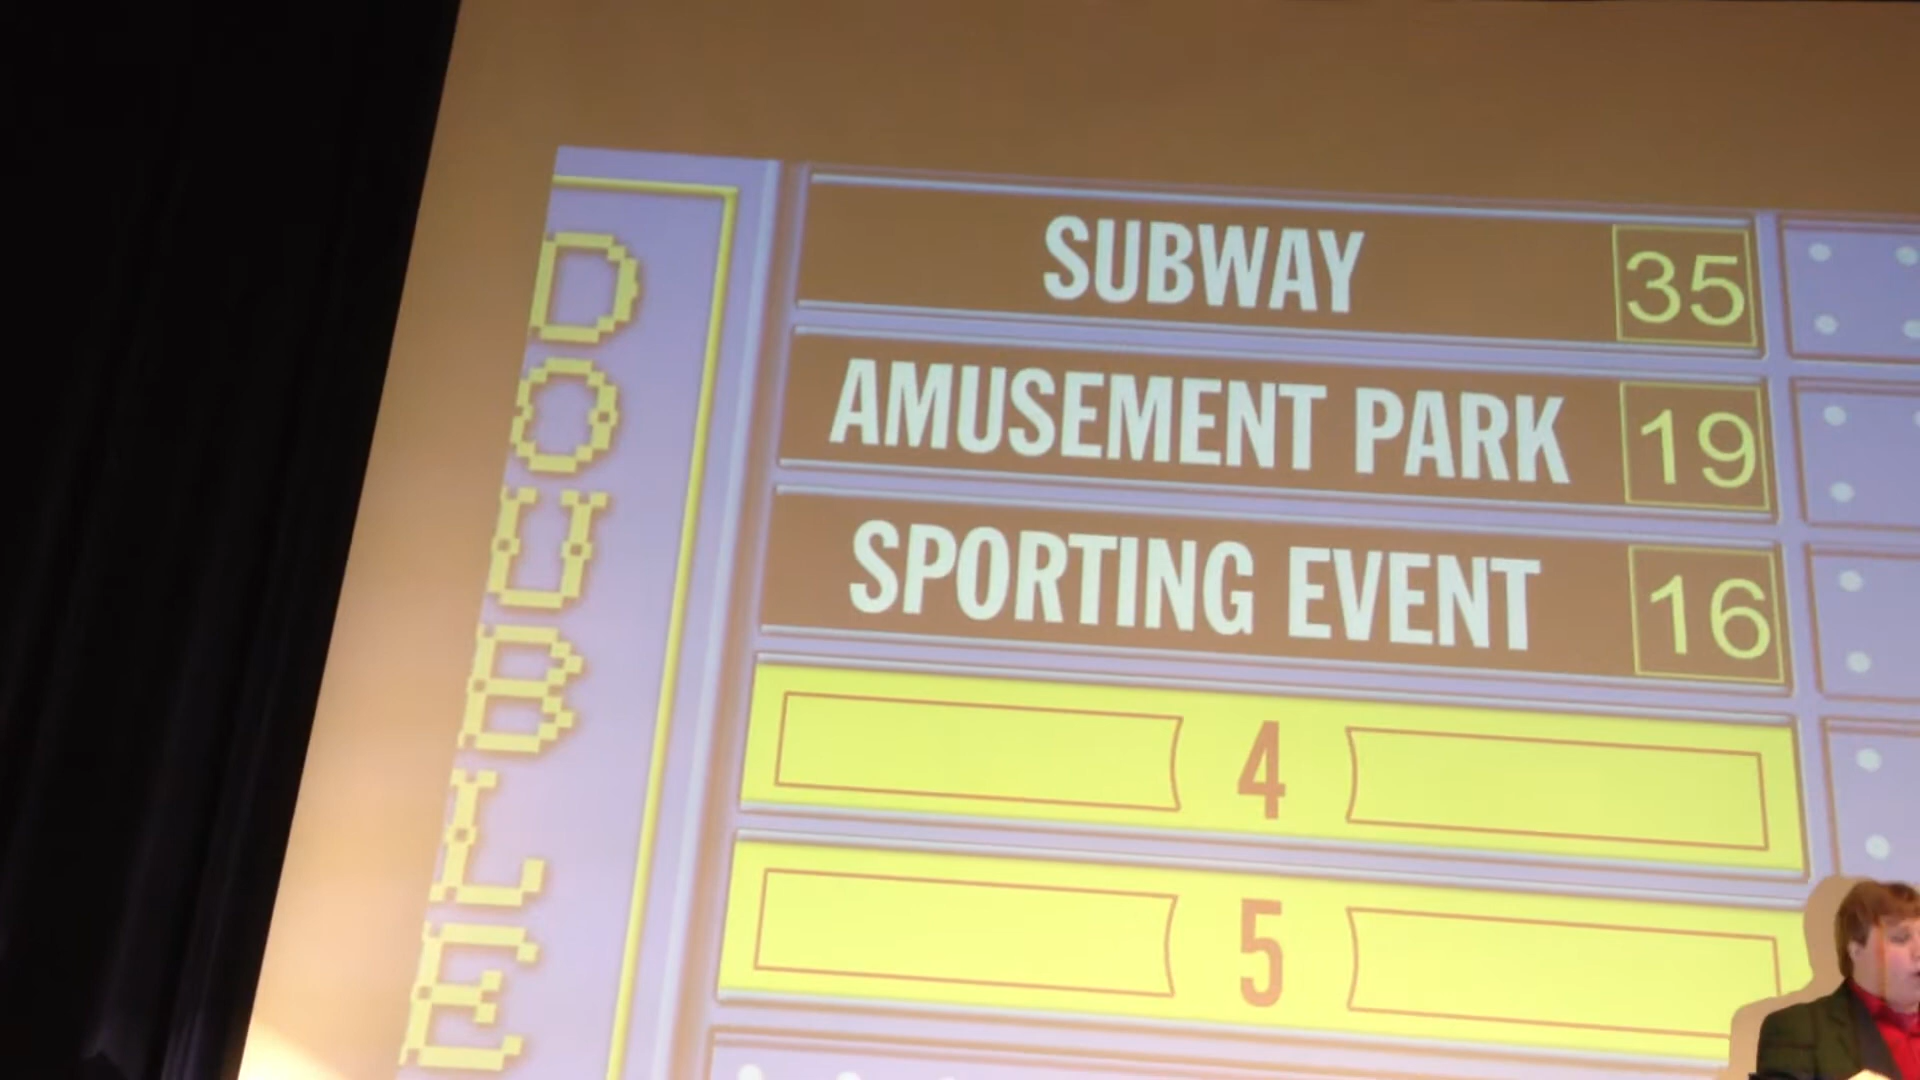 DOUBLE
SUBWAY 35
AMUSEMENT PARK 19
SPORTING EVENT 16
4
5